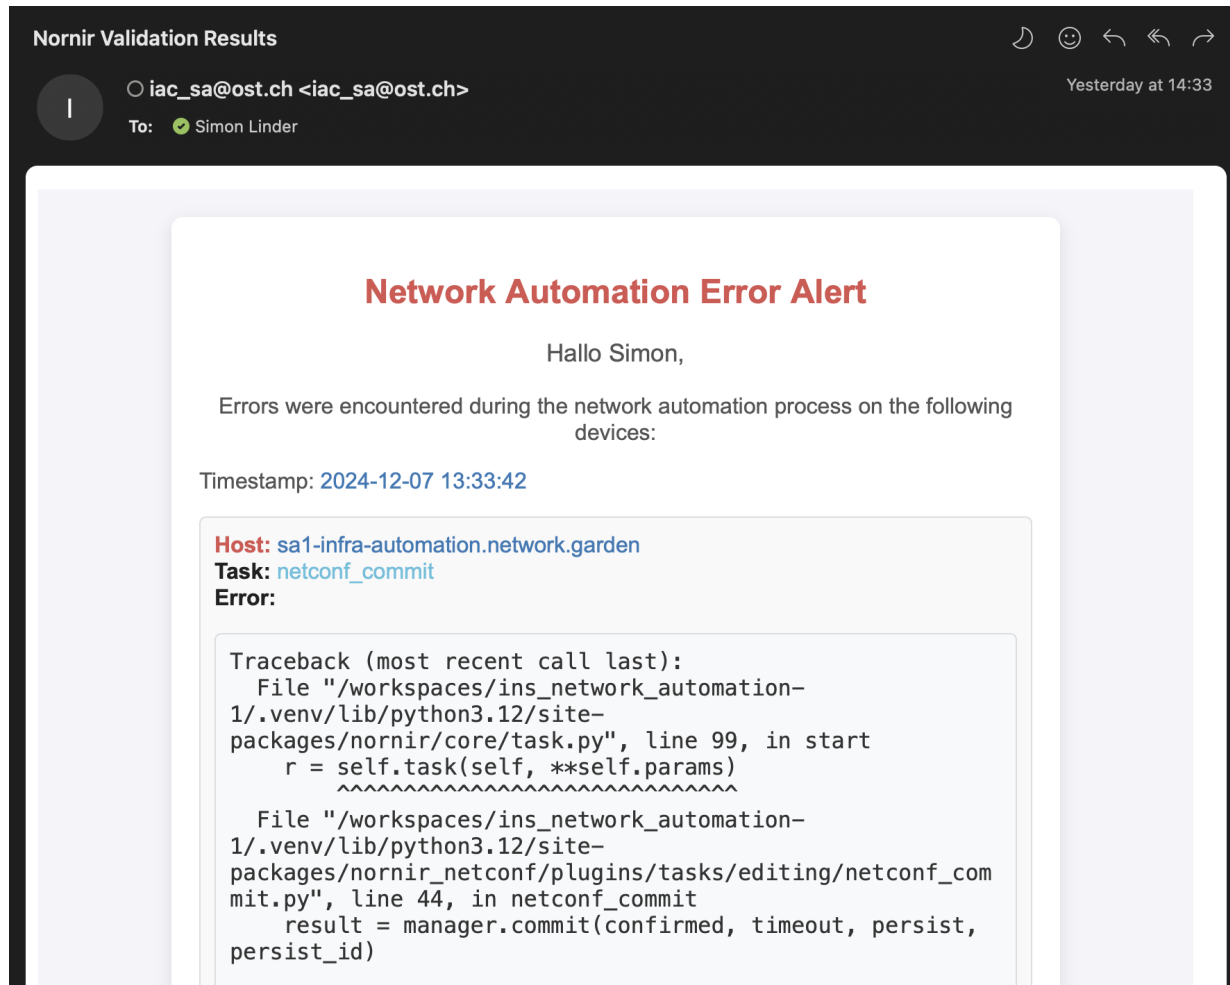 Nornir Validation Results
I
iac_sa@ost.ch <iac_sa@ost.ch>
Yesterday at 14:33
To: Simon Linder
Network Automation Error Alert
Hallo Simon,
Errors were encountered during the network automation process on the following
devices:
Timestamp: 2024-12-07 13:33:42
Host: sa1-infra-automation.network.garden
Task: netconf_commit
Error:
Traceback (most recent call last):
  File "/workspaces/ins_network_automation-
1/.venv/lib/python3.12/site-
packages/nornir/core/task.py", line 99, in start
    r = self.task(self, **self.params)
        ^^^^^^^^^^^^^^^^^^^^^^^^^^^^^^
  File "/workspaces/ins_network_automation-
1/.venv/lib/python3.12/site-
packages/nornir_netconf/plugins/tasks/editing/netconf_com
mit.py", line 44, in netconf_commit
    result = manager.commit(confirmed, timeout, persist,
persist_id)